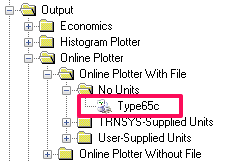 Output
Economics
Histogram Plotter
Online Plotter
Online Plotter With File
No Units
Type65c
TRNSYS-Supplied Units
User-Supplied Units
Online Plotter Without File